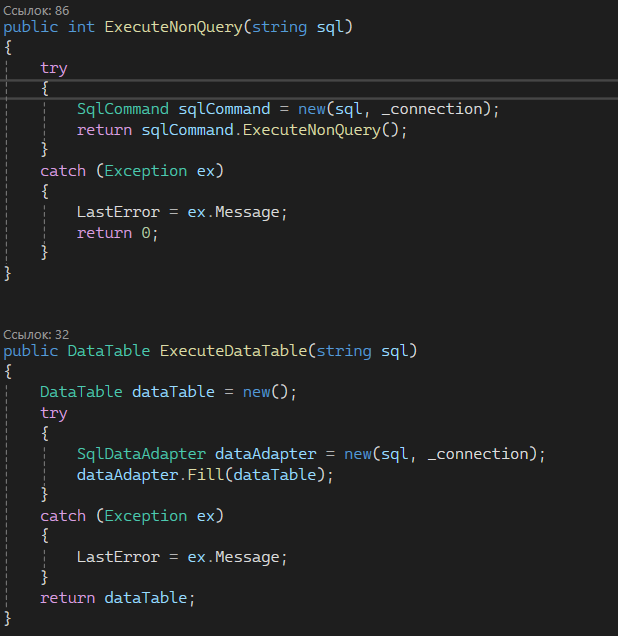 Ссылок: 86
public int ExecuteNonQuery(string sql)
{
    try
    {
        SqlCommand sqlCommand = new(sql, _connection);
        return sqlCommand.ExecuteNonQuery();
    }
    catch (Exception ex)
    {
        LastError = ex.Message;
        return 0;
    }
}
Ссылок: 32
public DataTable ExecuteDataTable(string sql)
{
    DataTable dataTable = new();
    try
    {
        SqlDataAdapter dataAdapter = new(sql, _connection);
        dataAdapter.Fill(dataTable);
    }
    catch (Exception ex)
    {
        LastError = ex.Message;
    }
    return dataTable;
}